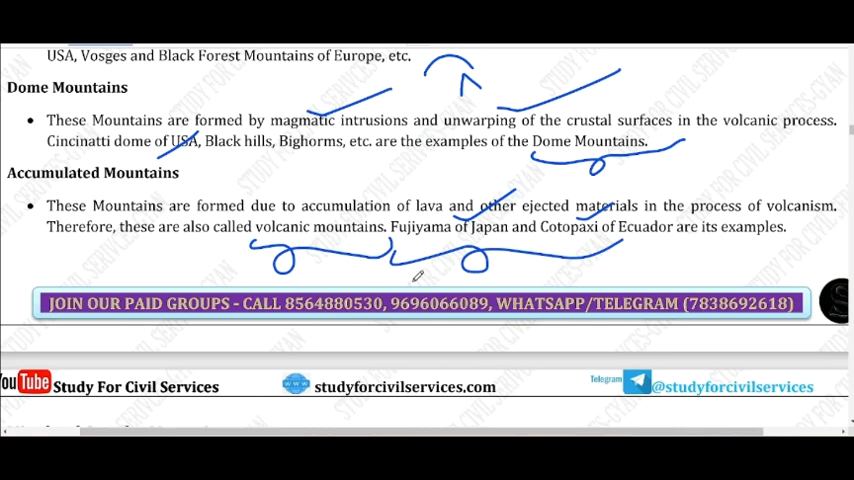 USA, Vosges and Black Forest Mountains of Europe, etc.
Dome Mountains
• These Mountains are formed by magmatic intrusions and unwarping of the crustal surfaces in the volcanic process.
Cincinatti dome of USA, Black hills, Bighorms, etc. are the examples of the Dome Mountains.
Accumulated Mountains
• These Mountains are formed due to accumulation of lava and other ejected materials in the process of volcanism.
Therefore, these are also called volcanic mountains. Fujiyama of Japan and Cotopaxi of Ecuador are its examples.
JOIN OUR PAID GROUPS - CALL 8564880530, 9696066089, WHATSAPP/TELEGRAM (7838692618)
You Tube Study For Civil Services
www studyforcivilservices.com
Telegram @studyforcivilservices